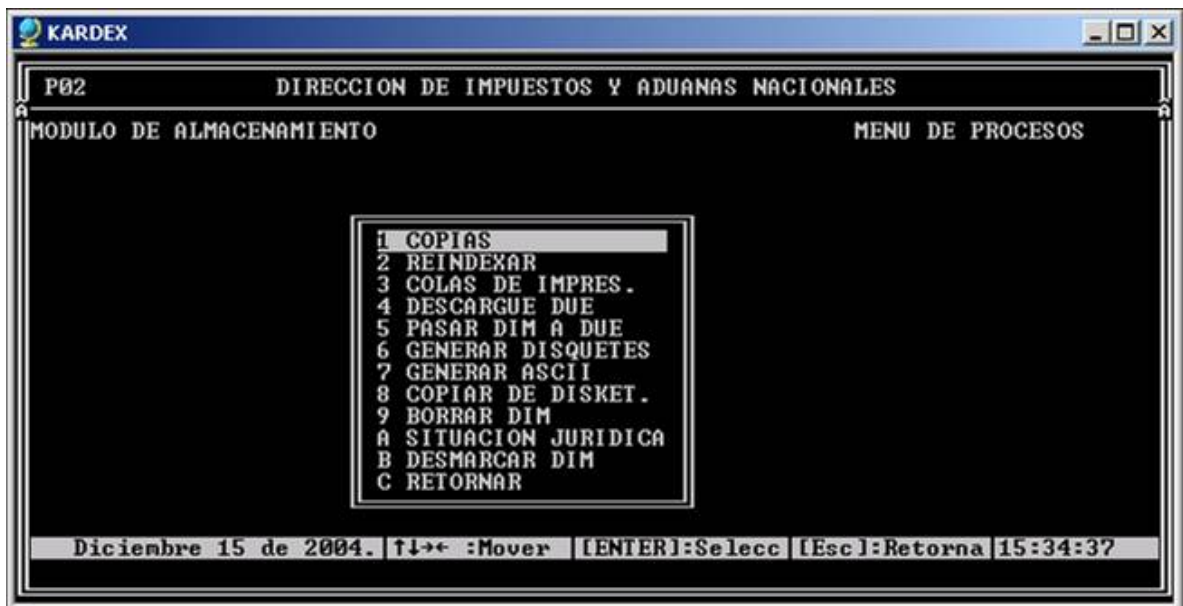 KARDEX
P02 DIRECCION DE IMPUESTOS Y ADUANAS NACIONALES
MODULO DE ALMACENAMIENTO MENU DE PROCESOS
1 COPIAS
2 REINDEXAR
3 COLAS DE IMPRES.
4 DESCARGUE DUE
5 PASAR DIM A DUE
6 GENERAR DISQUETES
7 GENERAR ASCII
8 COPIAR DE DISKET.
9 BORRAR DIM
A SITUACION JURIDICA
B DESMARCAR DIM
C RETORNAR
Diciembre 15 de 2004. ↑↓→← :Mover [ENTER]:Selecc [Esc]:Retorna 15:34:37